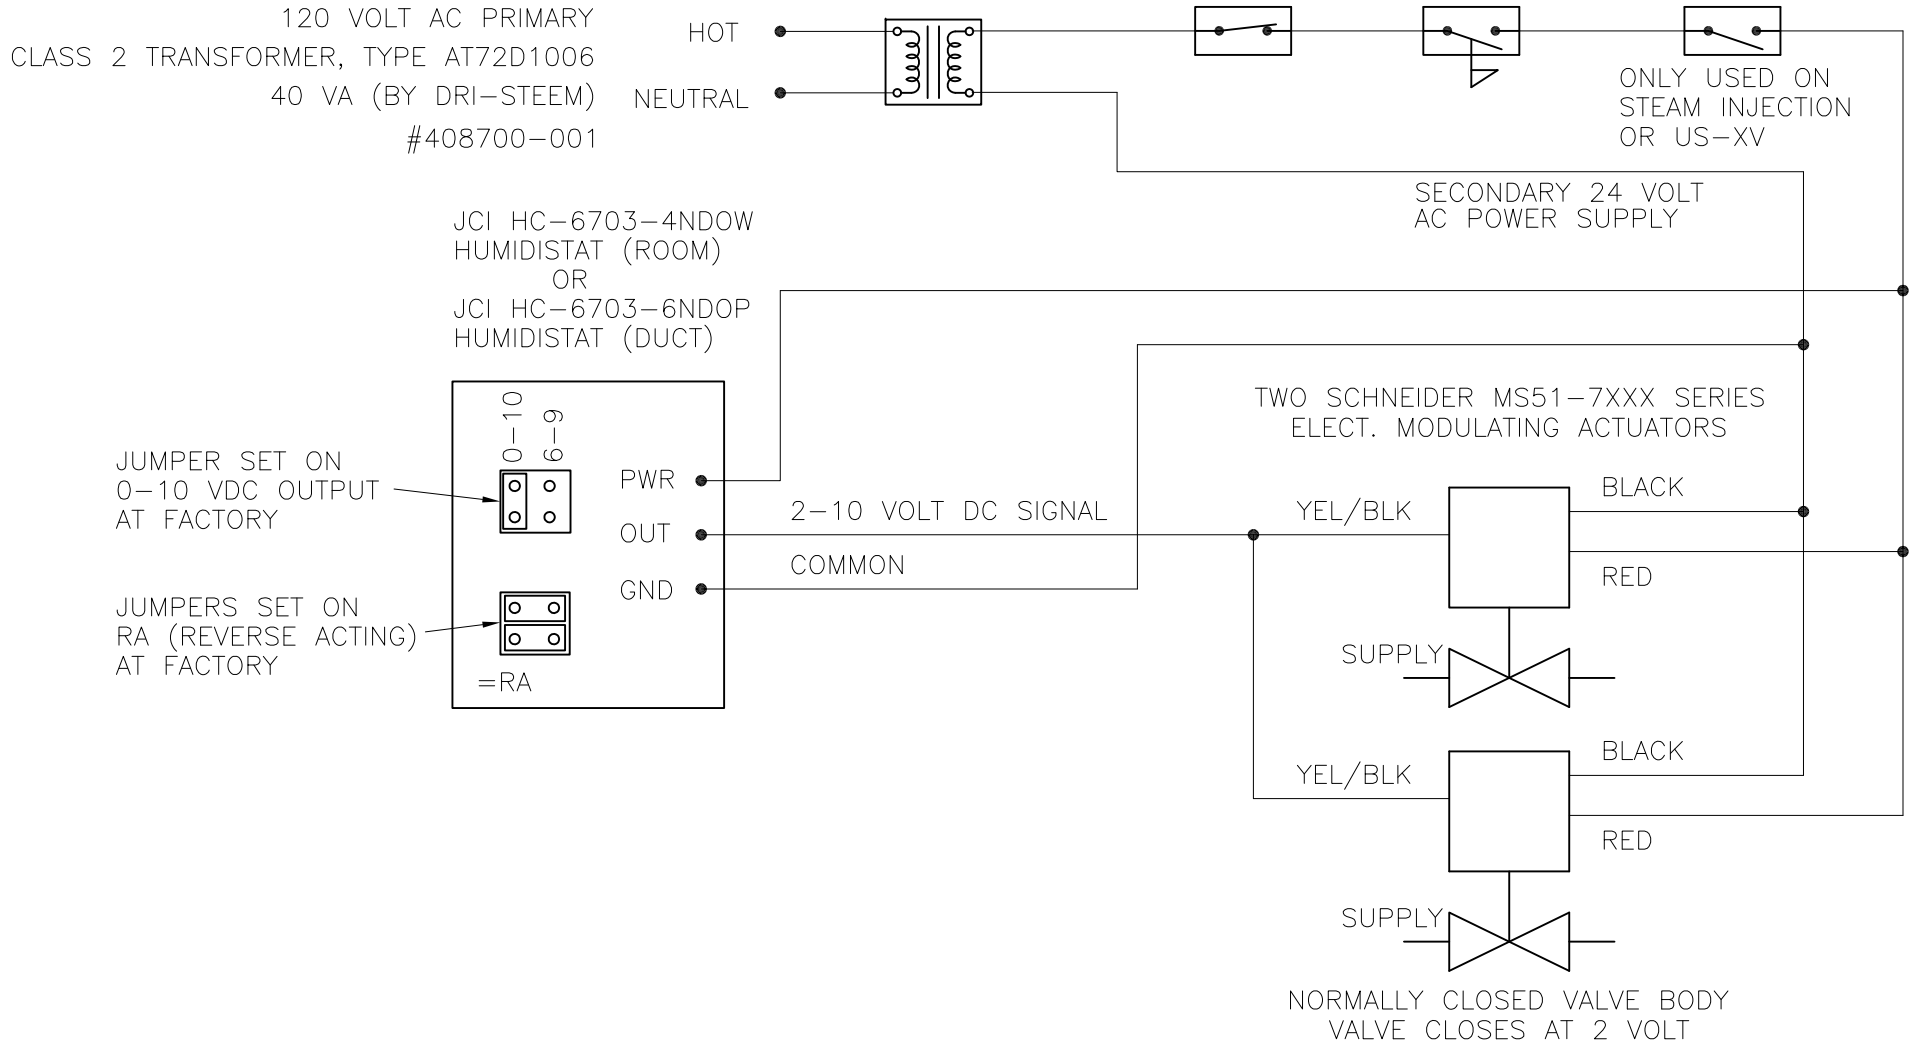 120 VOLT AC PRIMARY
CLASS 2 TRANSFORMER, TYPE AT72D1006
40 VA (BY DRI-STEEM)
#408700-001
HOT
NEUTRAL
ONLY USED ON
STEAM INJECTION
OR US-XV
SECONDARY 24 VOLT
AC POWER SUPPLY
JCI HC-6703-4NDOW
HUMIDISTAT (ROOM)
OR
JCI HC-6703-6NDOP
HUMIDISTAT (DUCT)
0-10
6-9
JUMPER SET ON
0-10 VDC OUTPUT
AT FACTORY
JUMPERS SET ON
RA (REVERSE ACTING)
AT FACTORY
=RA
PWR
OUT
GND
2-10 VOLT DC SIGNAL
COMMON
TWO SCHNEIDER MS51-7XXX SERIES
ELECT. MODULATING ACTUATORS
YEL/BLK
BLACK
RED
SUPPLY
YEL/BLK
BLACK
RED
SUPPLY
NORMALLY CLOSED VALVE BODY
VALVE CLOSES AT 2 VOLT